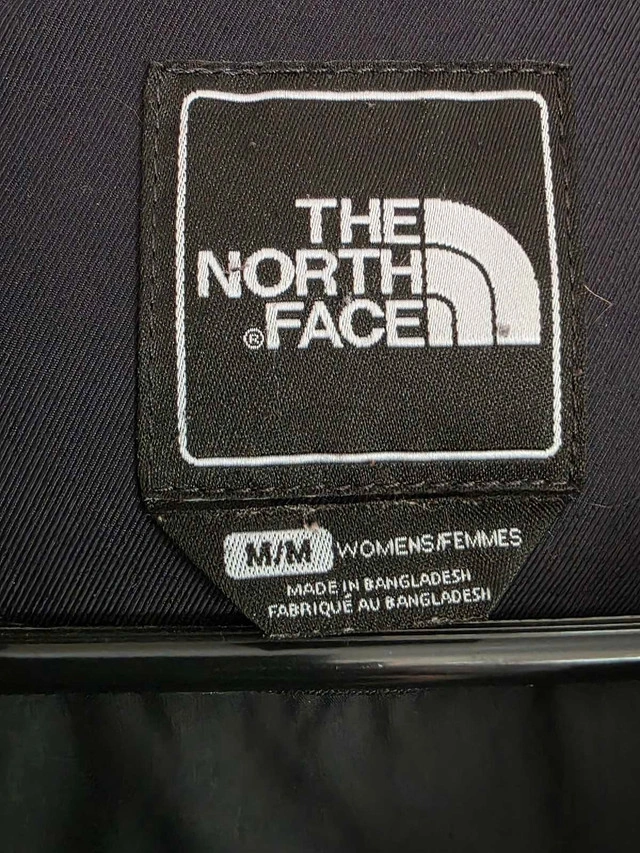 THE
NORTH
® FACE
M/M WOMENS/FEMMES
MADE IN BANGLADESH
FABRIQUÉ AU BANGLADESH